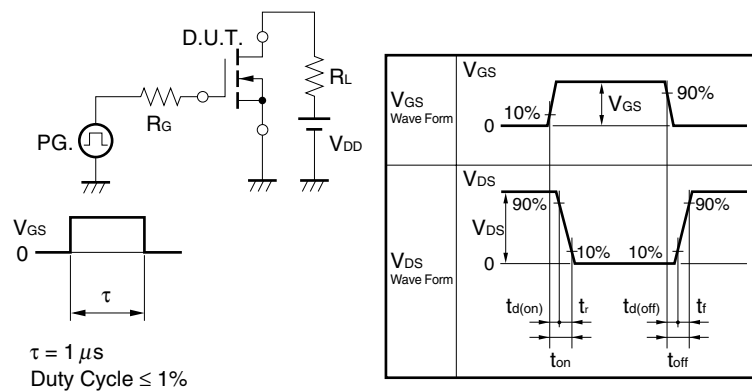 D.U.T.
RL
RG
PG.
VDD
VGS
0
τ
τ = 1 μs
Duty Cycle ≤ 1%
VGS
Wave Form
VGS
10%
VGS
90%
0
VDS
Wave Form
VDS
90%
VDS
10%
10%
90%
0
td(on)
tr
td(off)
tf
ton
toff